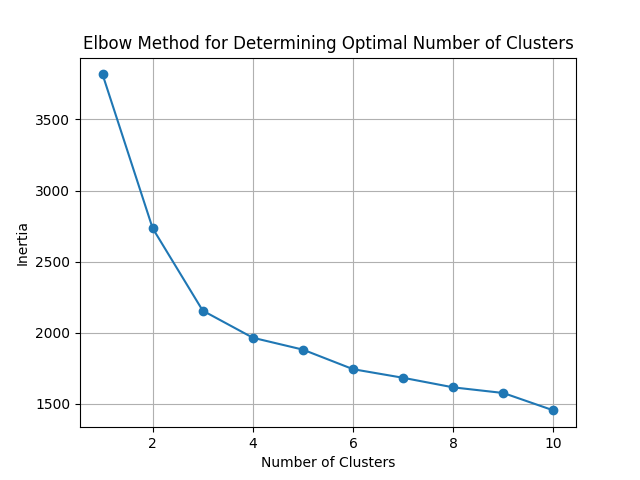 Elbow Method for Determining Optimal Number of Clusters
3500
3000
2500
2000
1500
Inertia
2 4 6 8 10
Number of Clusters